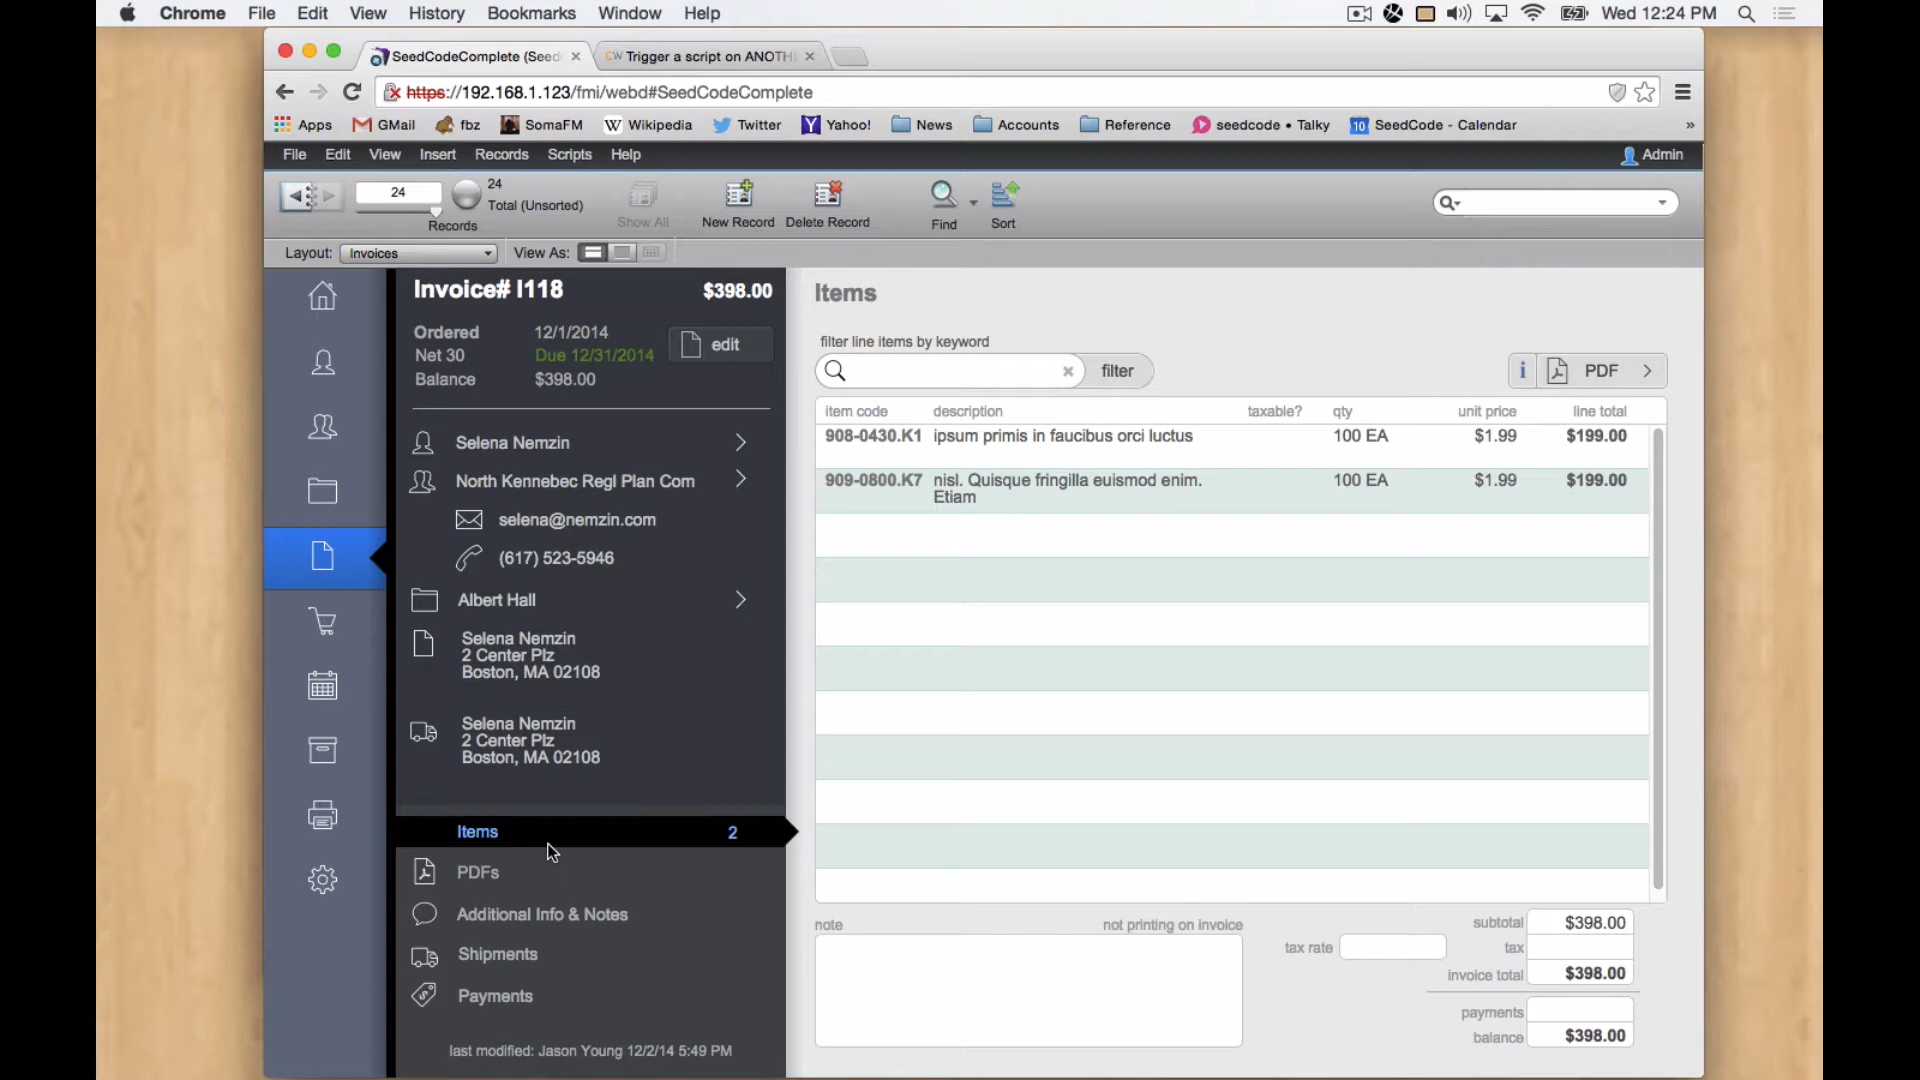 Chrome File Edit View History Bookmarks Window Help Wed 12:24 PM
SeedCodeComplete (Seed CW Trigger a script on ANOTH
https://192.168.1.123/fmi/webd#SeedCodeComplete
Apps GMail fbz SomaFM W Wikipedia Twitter Yahoo! News Accounts Reference seedcode • Talky 10 SeedCode - Calendar »
File Edit View Insert Records Scripts Help Admin
24 24
Total (Unsorted)
Records Show All New Record Delete Record Find Sort
Layout: Invoices View As:
Invoice# I118 $398.00
Ordered 12/1/2014
Net 30 Due 12/31/2014
Balance $398.00
edit
Selena Nemzin
North Kennebec Regl Plan Com
selena@nemzin.com
(617) 523-5946
Albert Hall
Selena Nemzin
2 Center Plz
Boston, MA 02108
Selena Nemzin
2 Center Plz
Boston, MA 02108
Items 2
PDFs
Additional Info & Notes
Shipments
Payments
last modified: Jason Young 12/2/14 5:49 PM
Items
filter line items by keyword
filter
i PDF
item code description taxable? qty unit price line total
908-0430.K1 ipsum primis in faucibus orci luctus 100 EA $1.99 $199.00
909-0800.K7 nisl. Quisque fringilla euismod enim. 100 EA $1.99 $199.00
Etiam
note not printing on invoice
subtotal $398.00
tax rate tax
invoice total $398.00
payments
balance $398.00